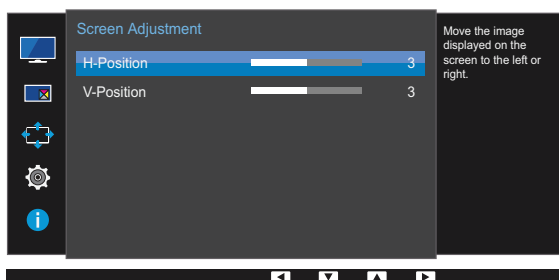 Screen Adjustment
H-Position 3
V-Position 3
Move the image
displayed on the
screen to the left or
right.